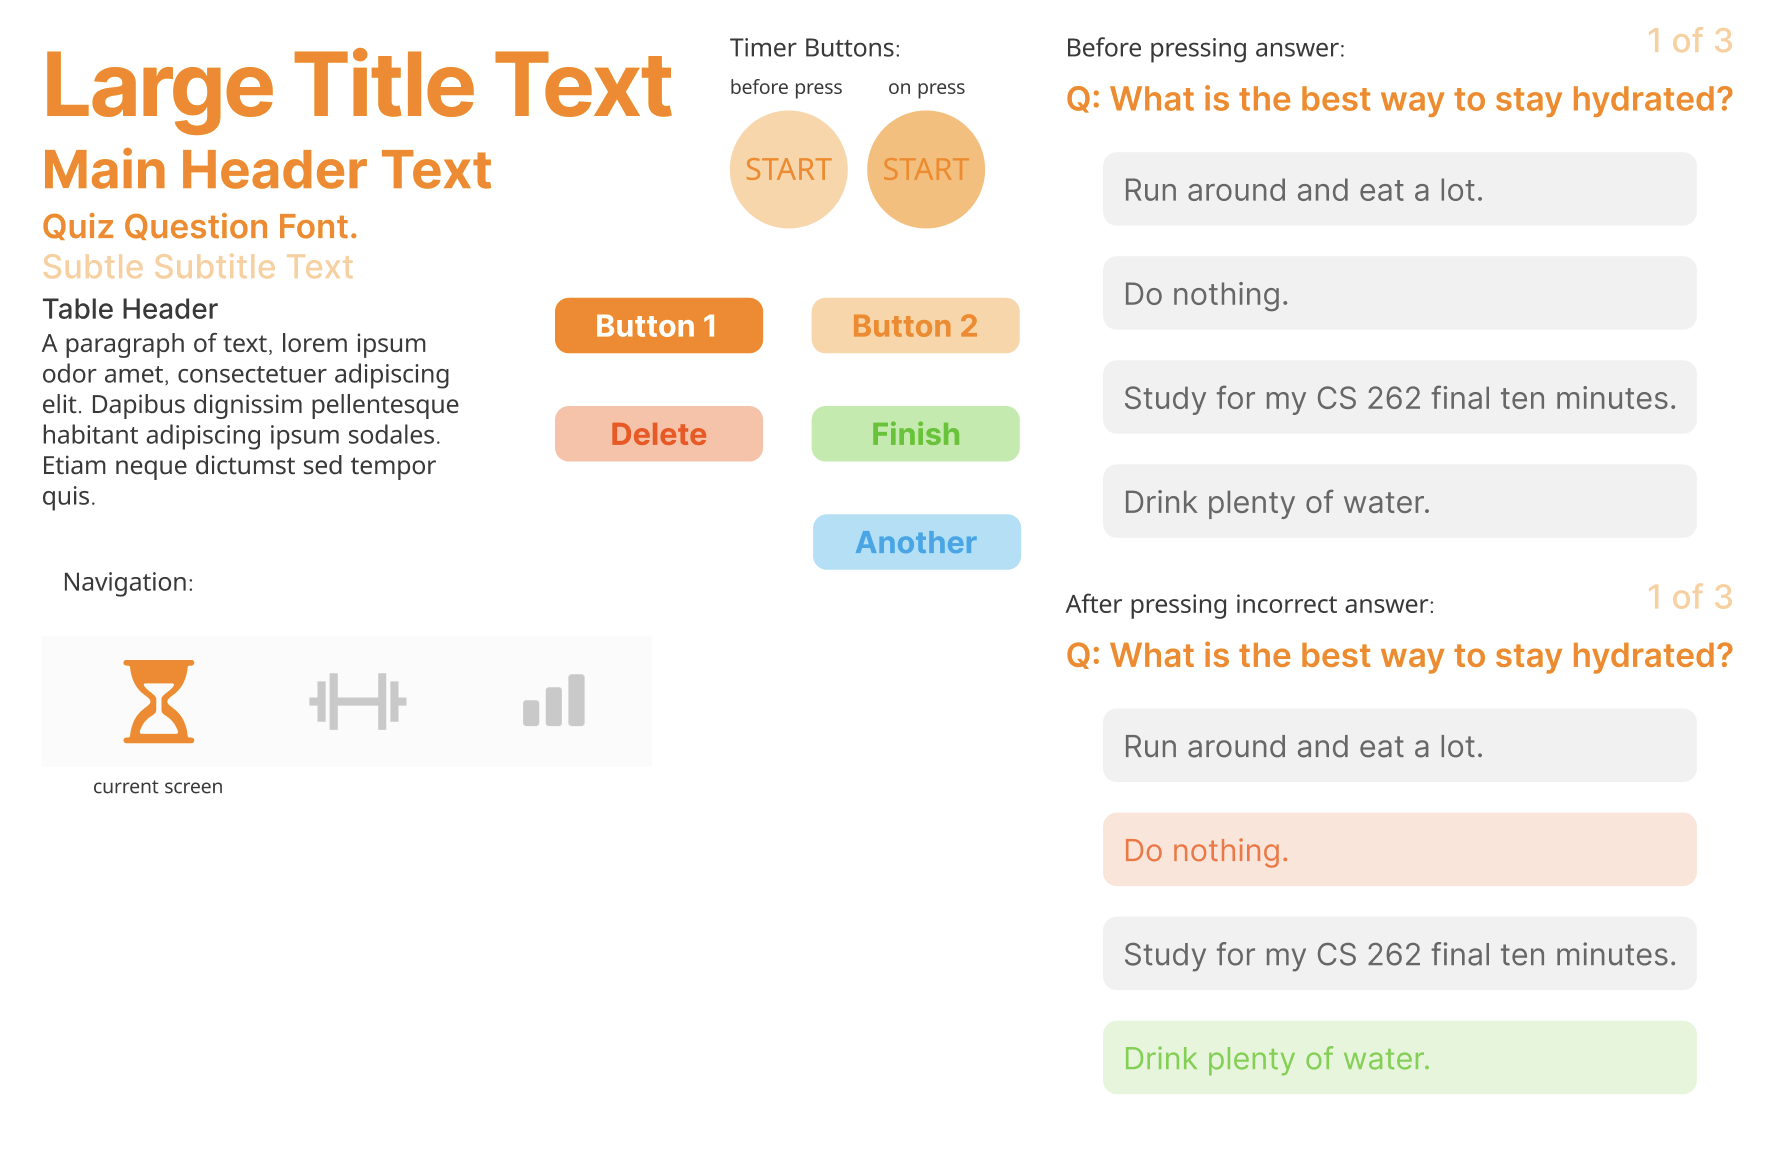 Large Title Text
Main Header Text
Quiz Question Font.
Subtle Subtitle Text
Table Header
A paragraph of text, lorem ipsum
odor amet, consectetuer adipiscing
elit. Dapibus dignissim pellentesque
habitant adipiscing ipsum sodales.
Etiam neque dictumst sed tempor
quis.
Navigation:
current screen
Timer Buttons:
before press
on press
START
START
Button 1
Button 2
Delete
Finish
Another
Before pressing answer:
1 of 3
Q: What is the best way to stay hydrated?
Run around and eat a lot.
Do nothing.
Study for my CS 262 final ten minutes.
Drink plenty of water.
After pressing incorrect answer:
1 of 3
Q: What is the best way to stay hydrated?
Run around and eat a lot.
Do nothing.
Study for my CS 262 final ten minutes.
Drink plenty of water.